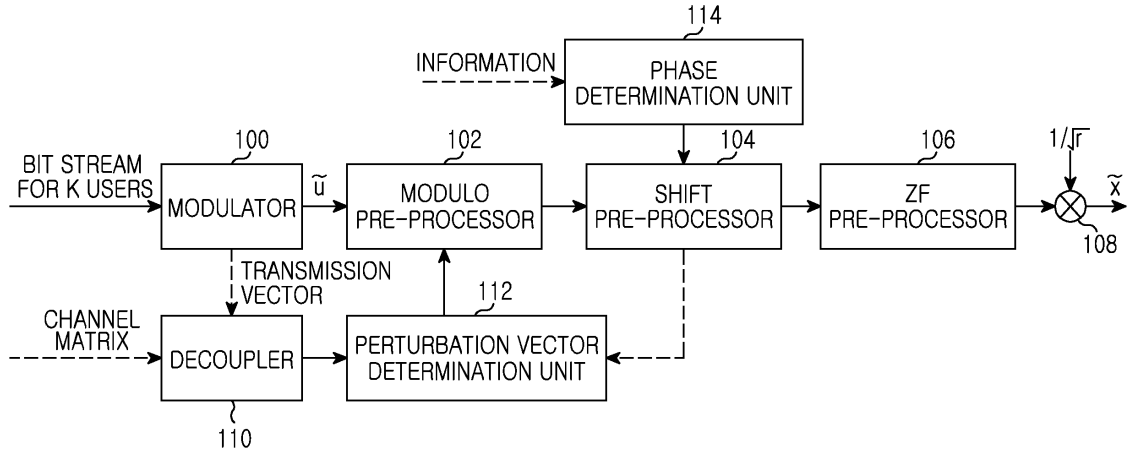 114
INFORMATION
PHASE
DETERMINATION UNIT
100
102
104
106
1/√r
BIT STREAM
FOR K USERS
MODULATOR
ũ
MODULO
PRE-PROCESSOR
SHIFT
PRE-PROCESSOR
ZF
PRE-PROCESSOR
x̃
108
TRANSMISSION
VECTOR
112
CHANNEL
MATRIX
DECOUPLER
PERTURBATION VECTOR
DETERMINATION UNIT
110